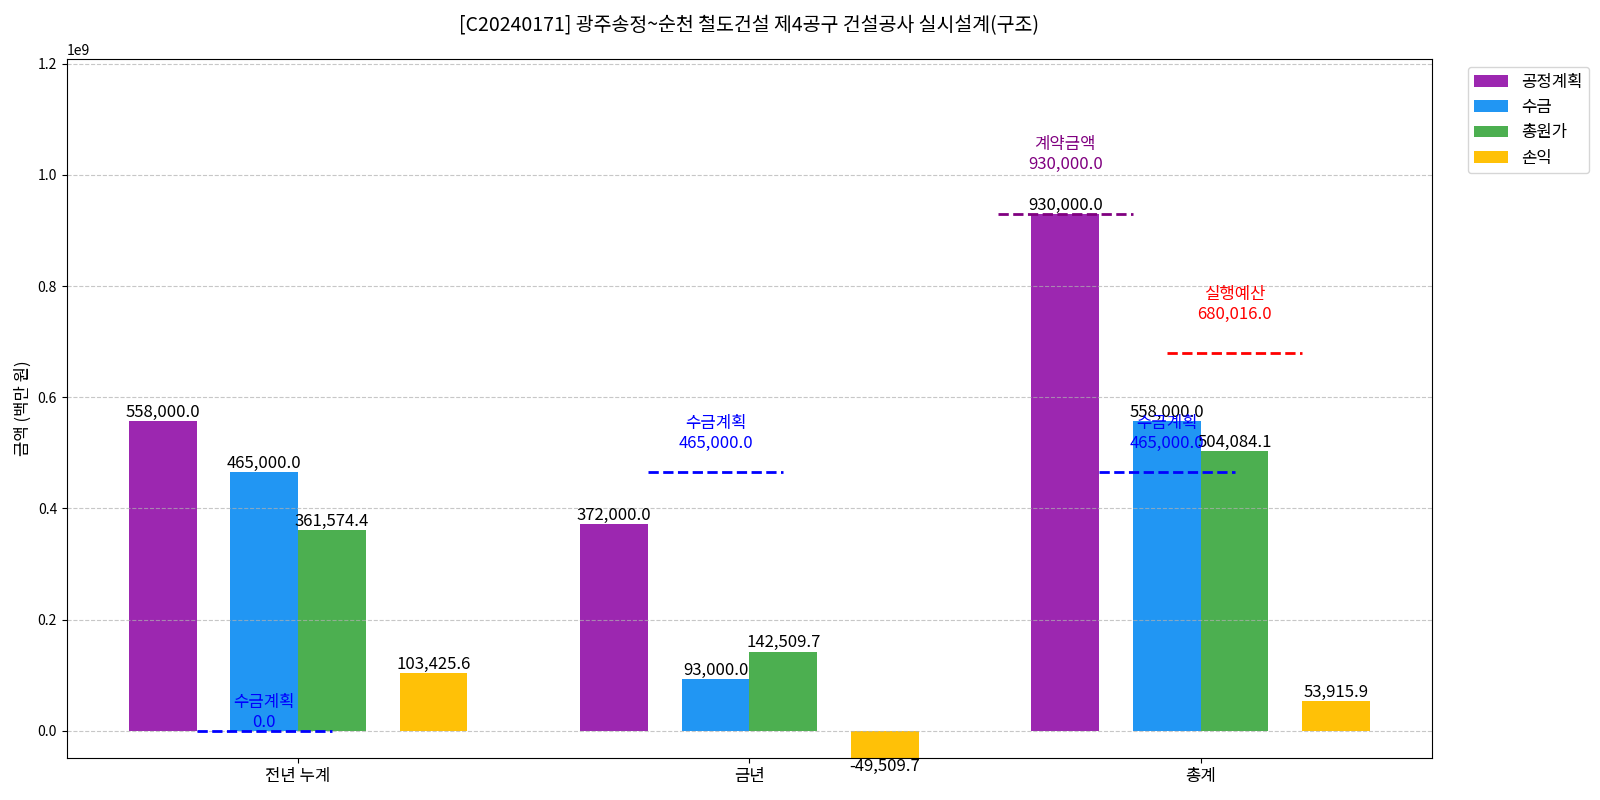 [C20240171] 광주송정~순천 철도건설 제4공구 건설공사 실시설계(구조)
1e9
1.2
1.0
0.8
0.6
0.4
0.2
0.0
금액 (백만 원)
공정계획
수금
총원가
손익
558,000.0
465,000.0
361,574.4
103,425.6
수금계획
0.0
372,000.0
93,000.0
142,509.7
-49,509.7
수금계획
465,000.0
계약금액
930,000.0
930,000.0
실행예산
680,016.0
558,000.0
수금계획
465,000.0
504,084.1
53,915.9
전년 누계
금년
총계